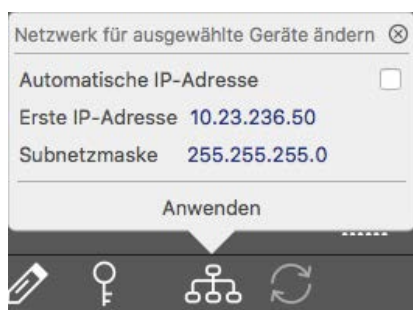 Netzwerk für ausgewählte Geräte ändern
Automatische IP-Adresse
Erste IP-Adresse 10.23.236.50
Subnetzmaske 255.255.255.0
Anwenden